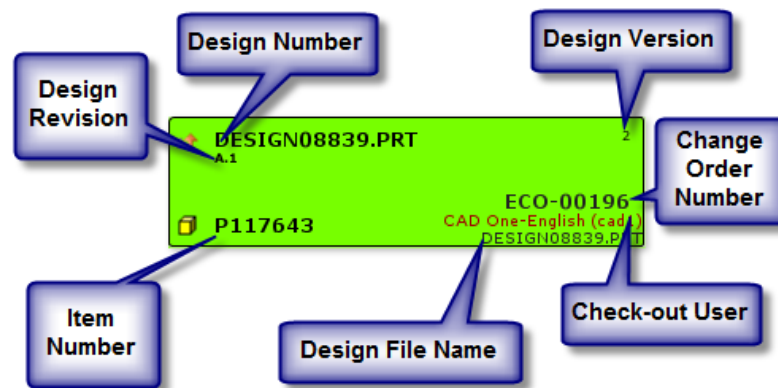 Design Number
Design Version
Design
Revision
DESIGN08839.PRT
2
A.1
Change
Order
Number
ECO-00196
CAD One-English (cad1)
P117643
DESIGN08839.PRT
Item
Number
Design File Name
Check-out User